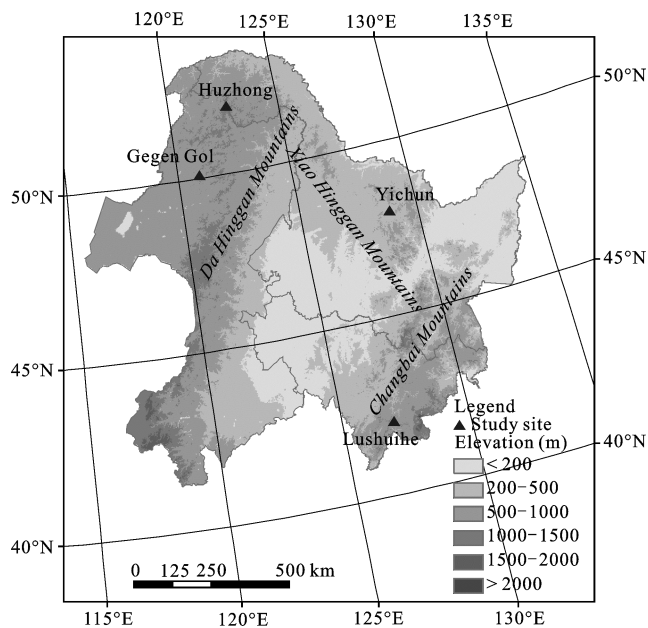 120°E 125°E 130°E 135°E
50°N
Huzhong
Gegen Gol
50°N
Da Hinggan Mountains
Xiao Hinggan Mountains
Yichun
45°N
Changbai Mountains
45°N
Lushuihe
Legend
Study site
Elevation (m)
< 200
200-500
500-1000
1000-1500
1500-2000
> 2000
40°N
40°N
0 125 250 500 km
115°E 120°E 125°E 130°E